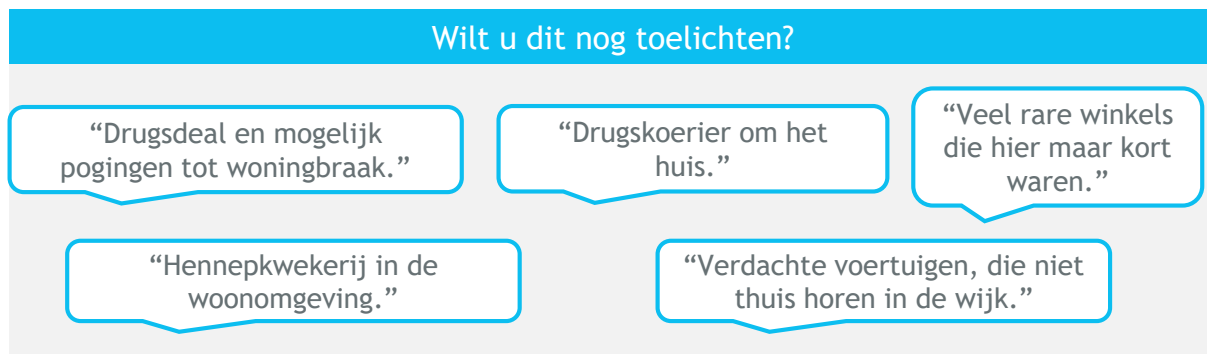 Wilt u dit nog toelichten?
“Drugsdeal en mogelijk
pogingen tot woningbraak.”
“Drugskoerier om het
huis.”
“Veel rare winkels
die hier maar kort
waren.”
“Hennepkwekerij in de
woonomgeving.”
“Verdachte voertuigen, die niet
thuis horen in de wijk.”